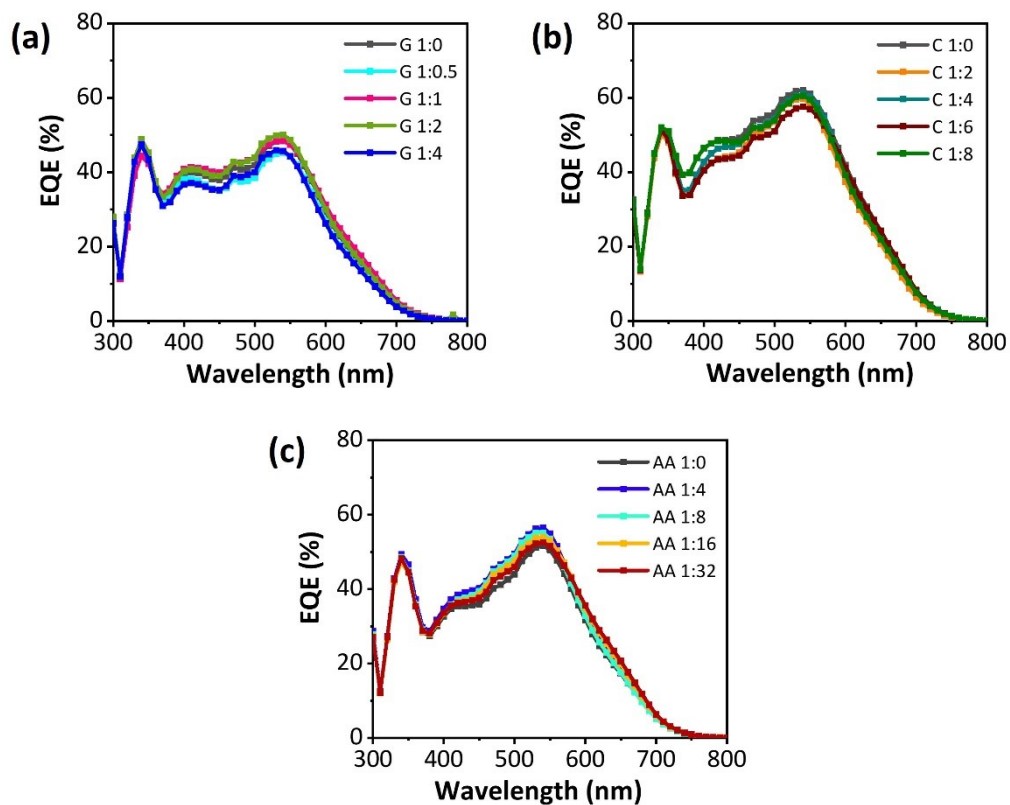 (a)
80
60
40
20
0
EQE (%)
G 1:0
G 1:0.5
G 1:1
G 1:2
G 1:4
300 400 500 600 700 800
Wavelength (nm)
(b)
80
60
40
20
0
EQE (%)
C 1:0
C 1:2
C 1:4
C 1:6
C 1:8
300 400 500 600 700 800
Wavelength (nm)
(c)
80
60
40
20
0
EQE (%)
AA 1:0
AA 1:4
AA 1:8
AA 1:16
AA 1:32
300 400 500 600 700 800
Wavelength (nm)